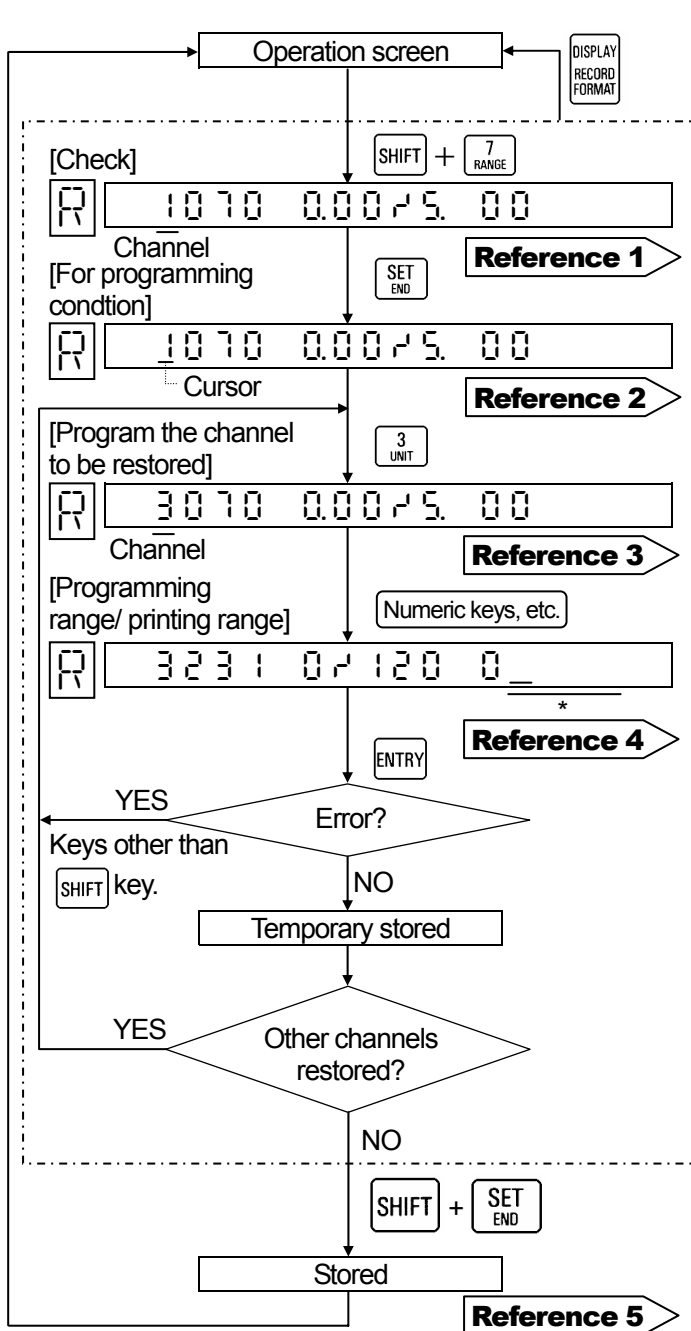 Operation screen
DISPLAY
RECORD
FORMAT
SHIFT + 7
RANGE
[Check]
R 1070 0.00/5. 00
Channel
Reference 1
[For programming
condtion]
SET
END
R 1070 0.00/5. 00
Cursor
Reference 2
[Program the channel
to be restored]
3
UNIT
R 3070 0.00/5. 00
Channel
Reference 3
[Programming
range/ printing range]
Numeric keys, etc.
R 3231 0/120 0_
*
Reference 4
ENTRY
YES
Error?
Keys other than
SHIFT key.
NO
Temporary stored
YES
Other channels
restored?
NO
SHIFT + SET
END
Stored
Reference 5